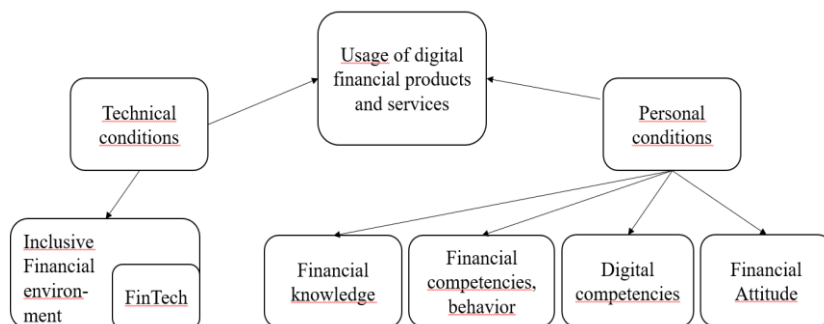 Usage of digital
financial products
and services
Technical
conditions
Personal
conditions
Inclusive
Financial
environ-
ment
FinTech
Financial
knowledge
Financial
competencies,
behavior
Digital
competencies
Financial
Attitude